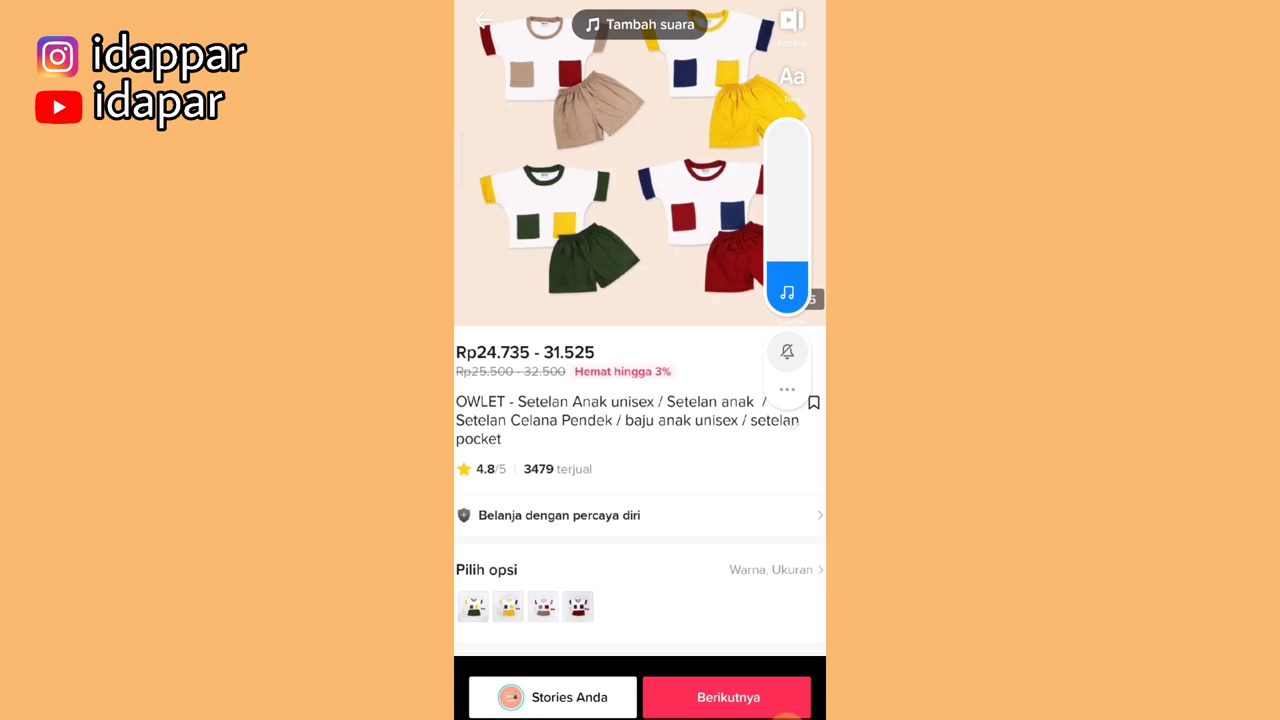 idappar
idapar
Tambah suara
Aa
5
Rp24.735 - 31.525
Rp25.500 - 32.500 Hemat hingga 3%
OWLET - Setelan Anak unisex / Setelan anak /
Setelan Celana Pendek / baju anak unisex / setelan
pocket
4.8/5 3479 terjual
Belanja dengan percaya diri
Pilih opsi
Warna, Ukuran
Stories Anda
Berikutnya